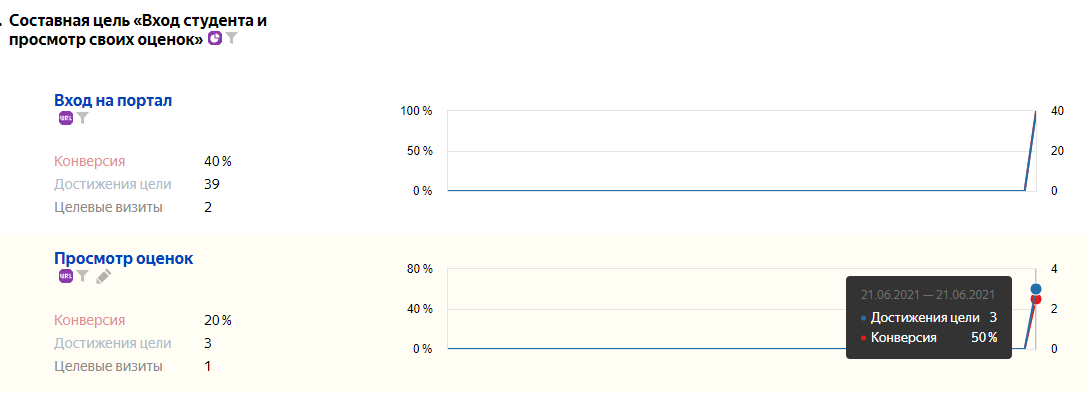 . Составная цель «Вход студента и
просмотр своих оценок»
Вход на портал
URL
Конверсия 40 %
Достижения цели 39
Целевые визиты 2
100 % 40
50 % 20
0 % 0
Просмотр оценок
URL
Конверсия 20 %
Достижения цели 3
Целевые визиты 1
80 % 4
40 % 2
0 % 0
21.06.2021 — 21.06.2021
Достижения цели 3
Конверсия 50 %